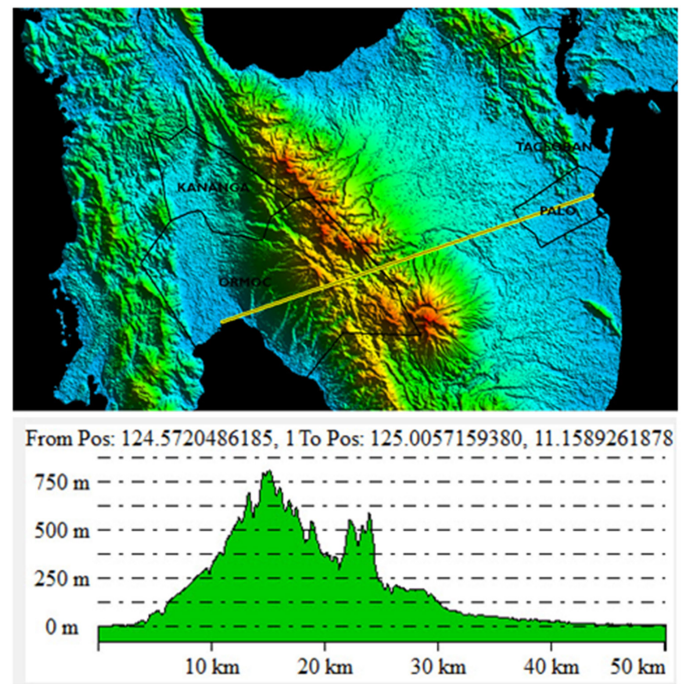 TACLOBAN
KANANGA
PALO
ORMOC
From Pos: 124.5720486185, 1 To Pos: 125.0057159380, 11.1589261878
750 m
500 m
250 m
0 m
10 km 20 km 30 km 40 km 50 km